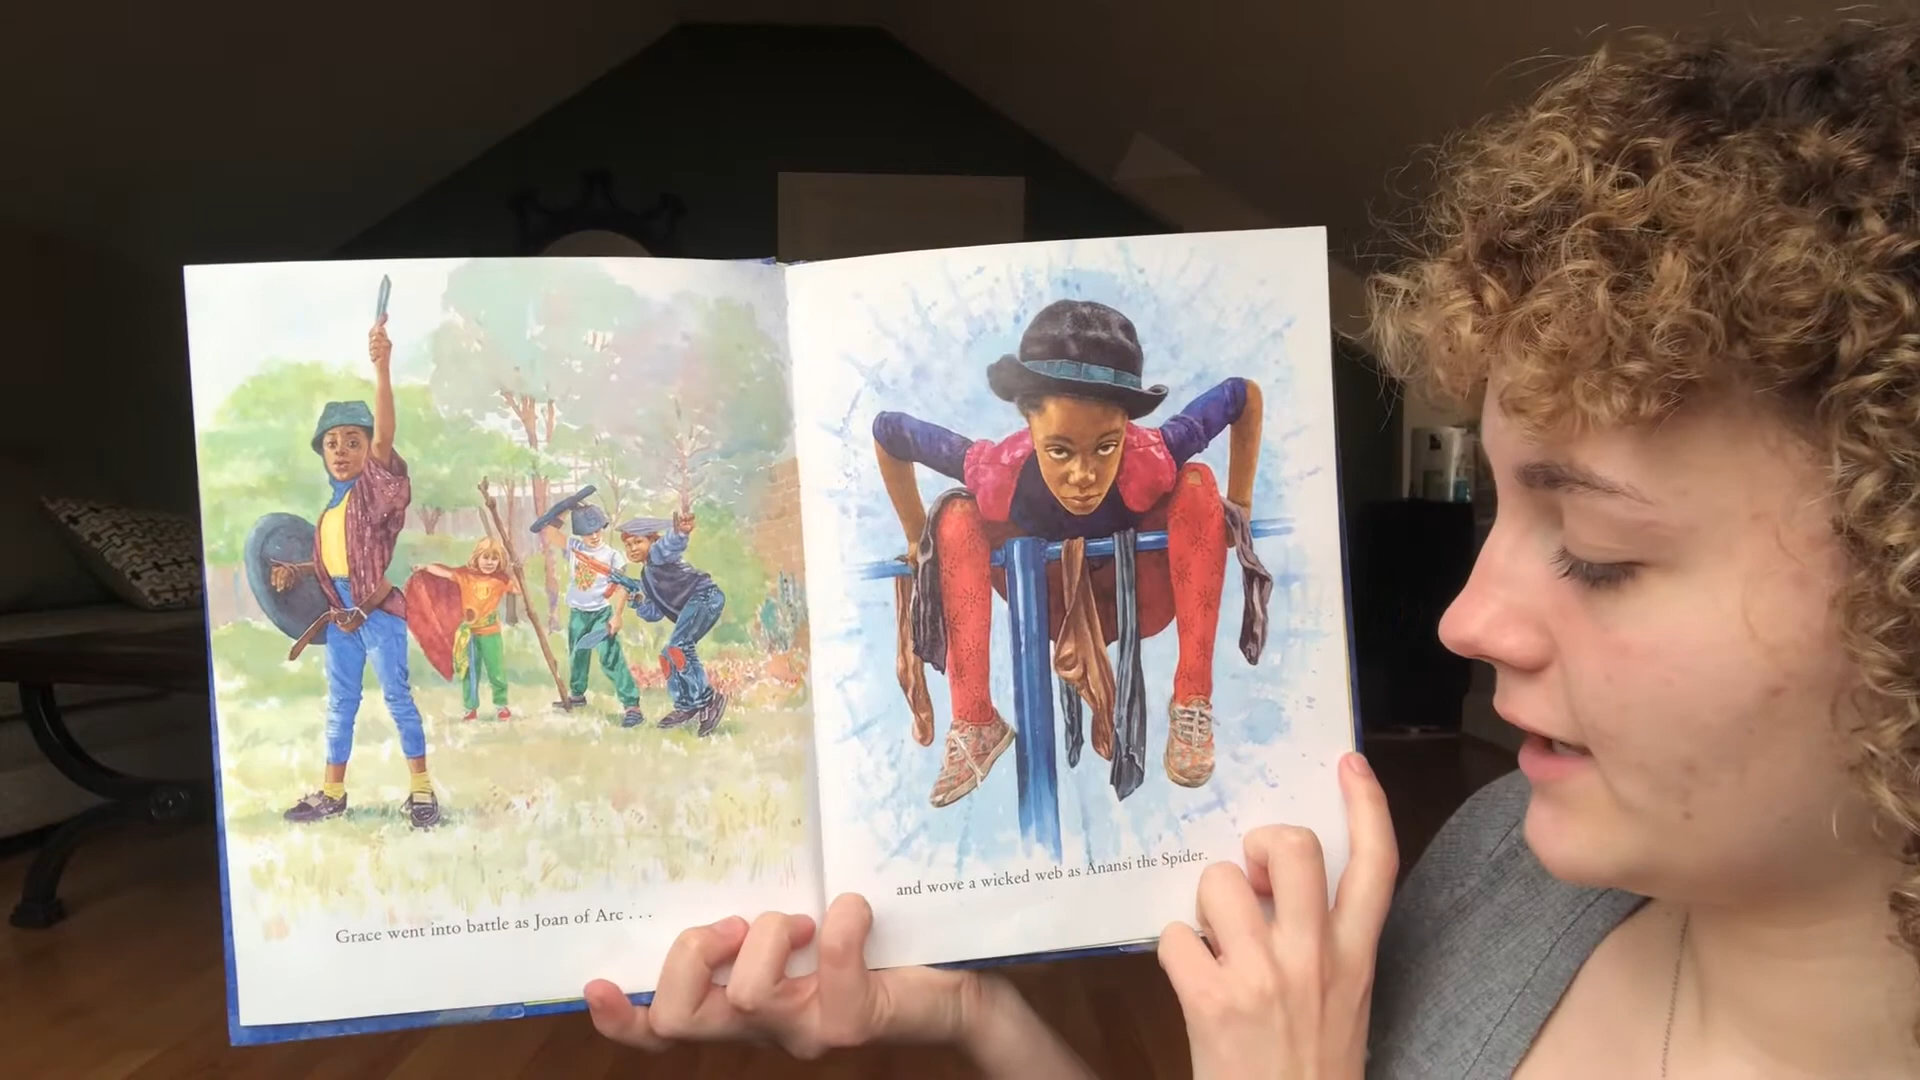 Grace went into battle as Joan of Arc . . .
and wove a wicked web as Anansi the Spider.